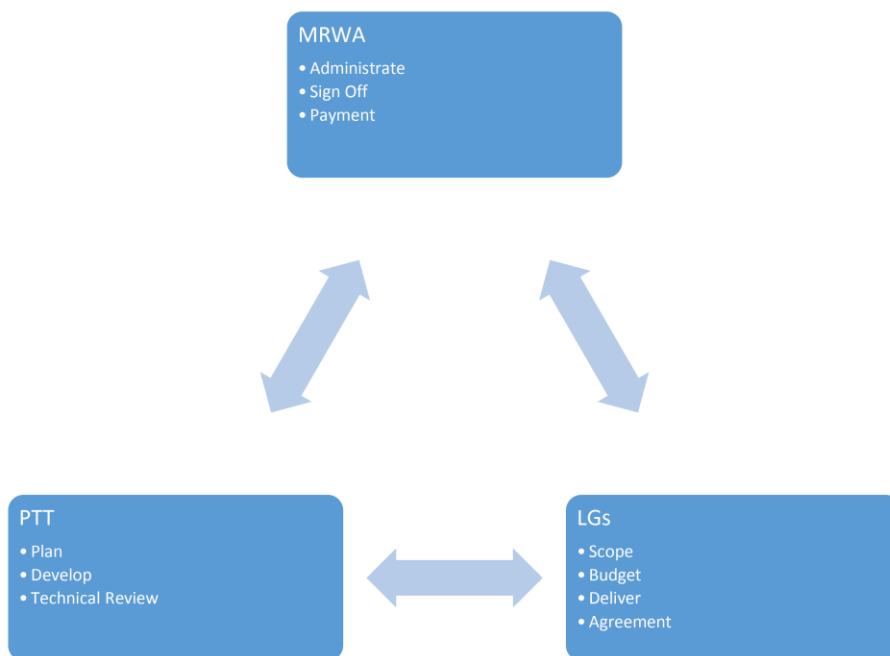 MRWA
• Administrate
• Sign Off
• Payment
PTT
• Plan
• Develop
• Technical Review
LGs
• Scope
• Budget
• Deliver
• Agreement